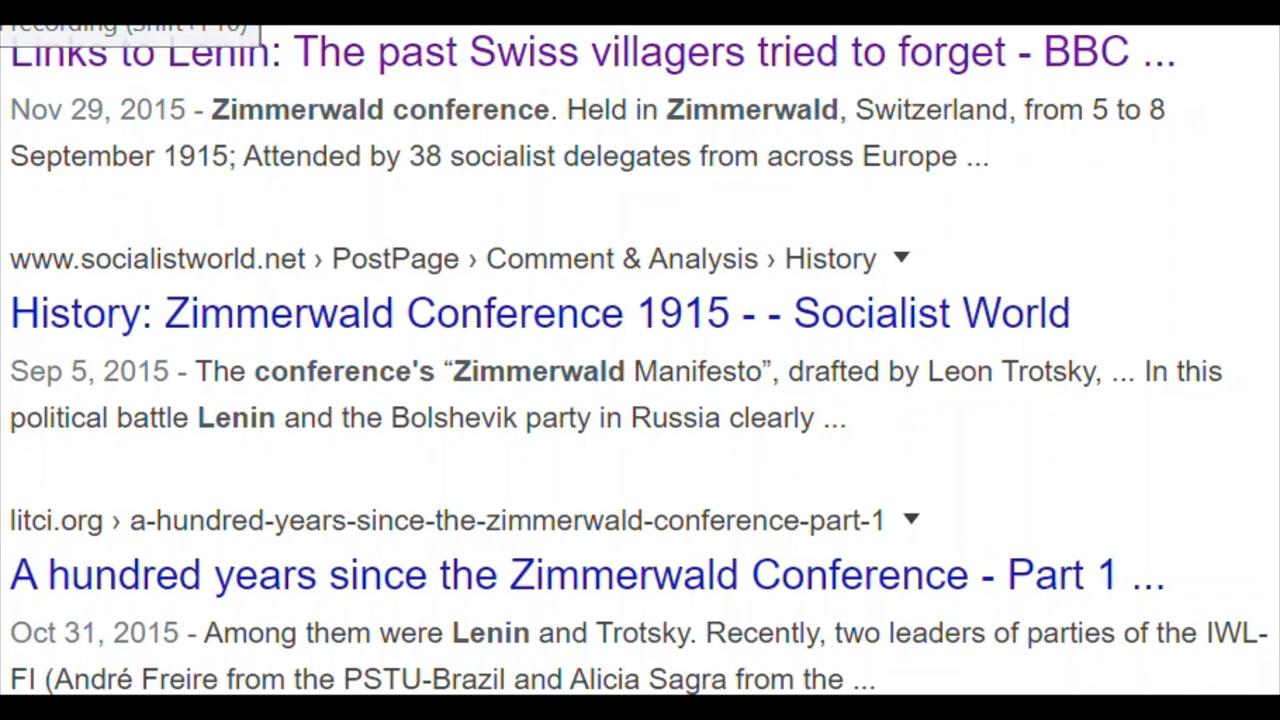 recording (Shift+F10)
Links to Lenin: The past Swiss villagers tried to forget - BBC ...
Nov 29, 2015 - Zimmerwald conference. Held in Zimmerwald, Switzerland, from 5 to 8
September 1915; Attended by 38 socialist delegates from across Europe ...
www.socialistworld.net › PostPage › Comment & Analysis › History
History: Zimmerwald Conference 1915 - - Socialist World
Sep 5, 2015 - The conference's “Zimmerwald Manifesto”, drafted by Leon Trotsky, ... In this
political battle Lenin and the Bolshevik party in Russia clearly ...
litci.org › a-hundred-years-since-the-zimmerwald-conference-part-1
A hundred years since the Zimmerwald Conference - Part 1 ...
Oct 31, 2015 - Among them were Lenin and Trotsky. Recently, two leaders of parties of the IWL-
FI (André Freire from the PSTU-Brazil and Alicia Sagra from the ...